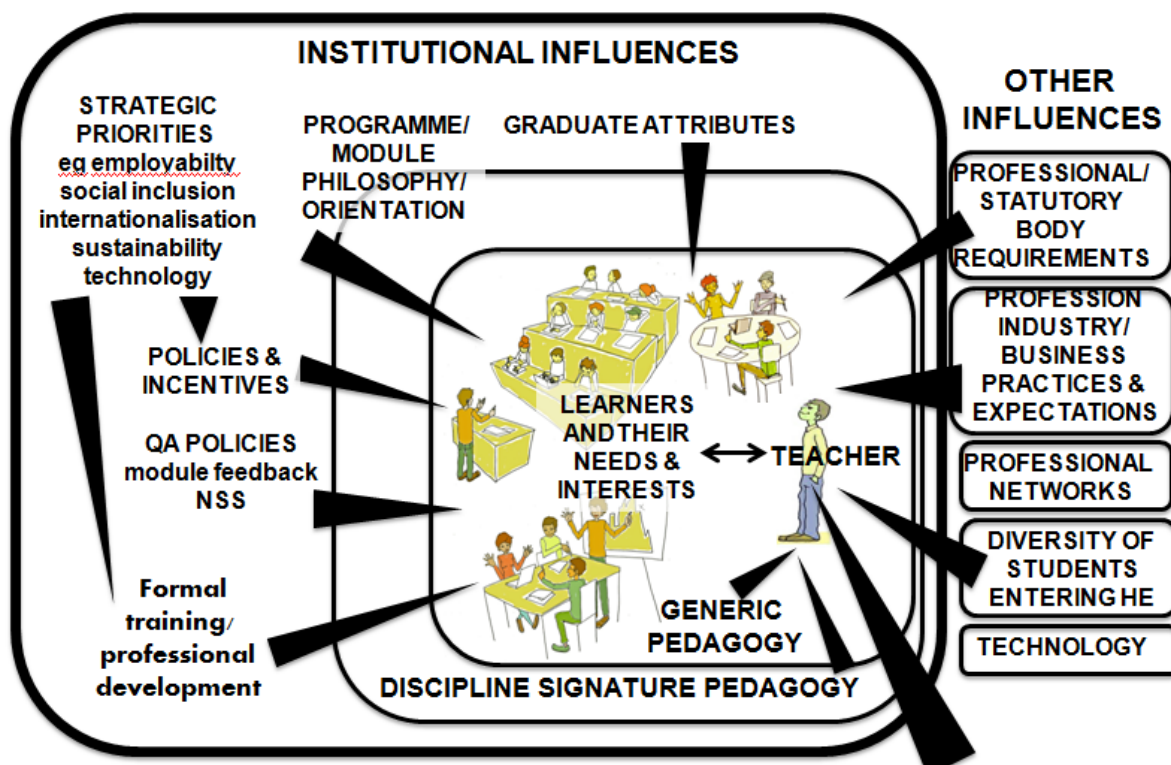 INSTITUTIONAL INFLUENCES
STRATEGIC
PRIORITIES
eg employabilty
social inclusion
internationalisation
sustainability
technology
PROGRAMME/
MODULE
PHILOSOPHY/
ORIENTATION
GRADUATE ATTRIBUTES
POLICIES &
INCENTIVES
QA POLICIES
module feedback
NSS
Formal
training/
professional
development
LEARNERS
AND THEIR
NEEDS &
INTERESTS
TEACHER
GENERIC
PEDAGOGY
DISCIPLINE SIGNATURE PEDAGOGY
OTHER
INFLUENCES
PROFESSIONAL/
STATUTORY
BODY
REQUIREMENTS
PROFESSION
INDUSTRY/
BUSINESS
PRACTICES &
EXPECTATIONS
PROFESSIONAL
NETWORKS
DIVERSITY OF
STUDENTS
ENTERING HE
TECHNOLOGY